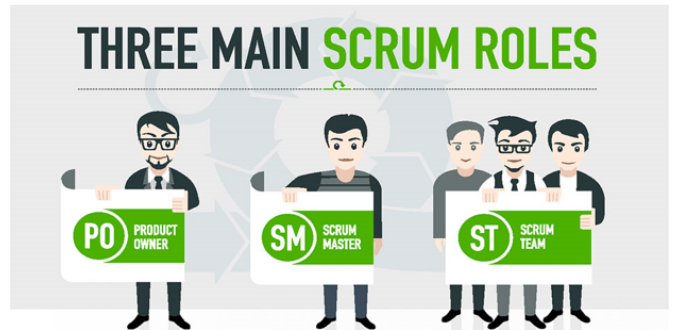 THREE MAIN SCRUM ROLES
PO PRODUCT
OWNER
SM SCRUM
MASTER
ST SCRUM
TEAM